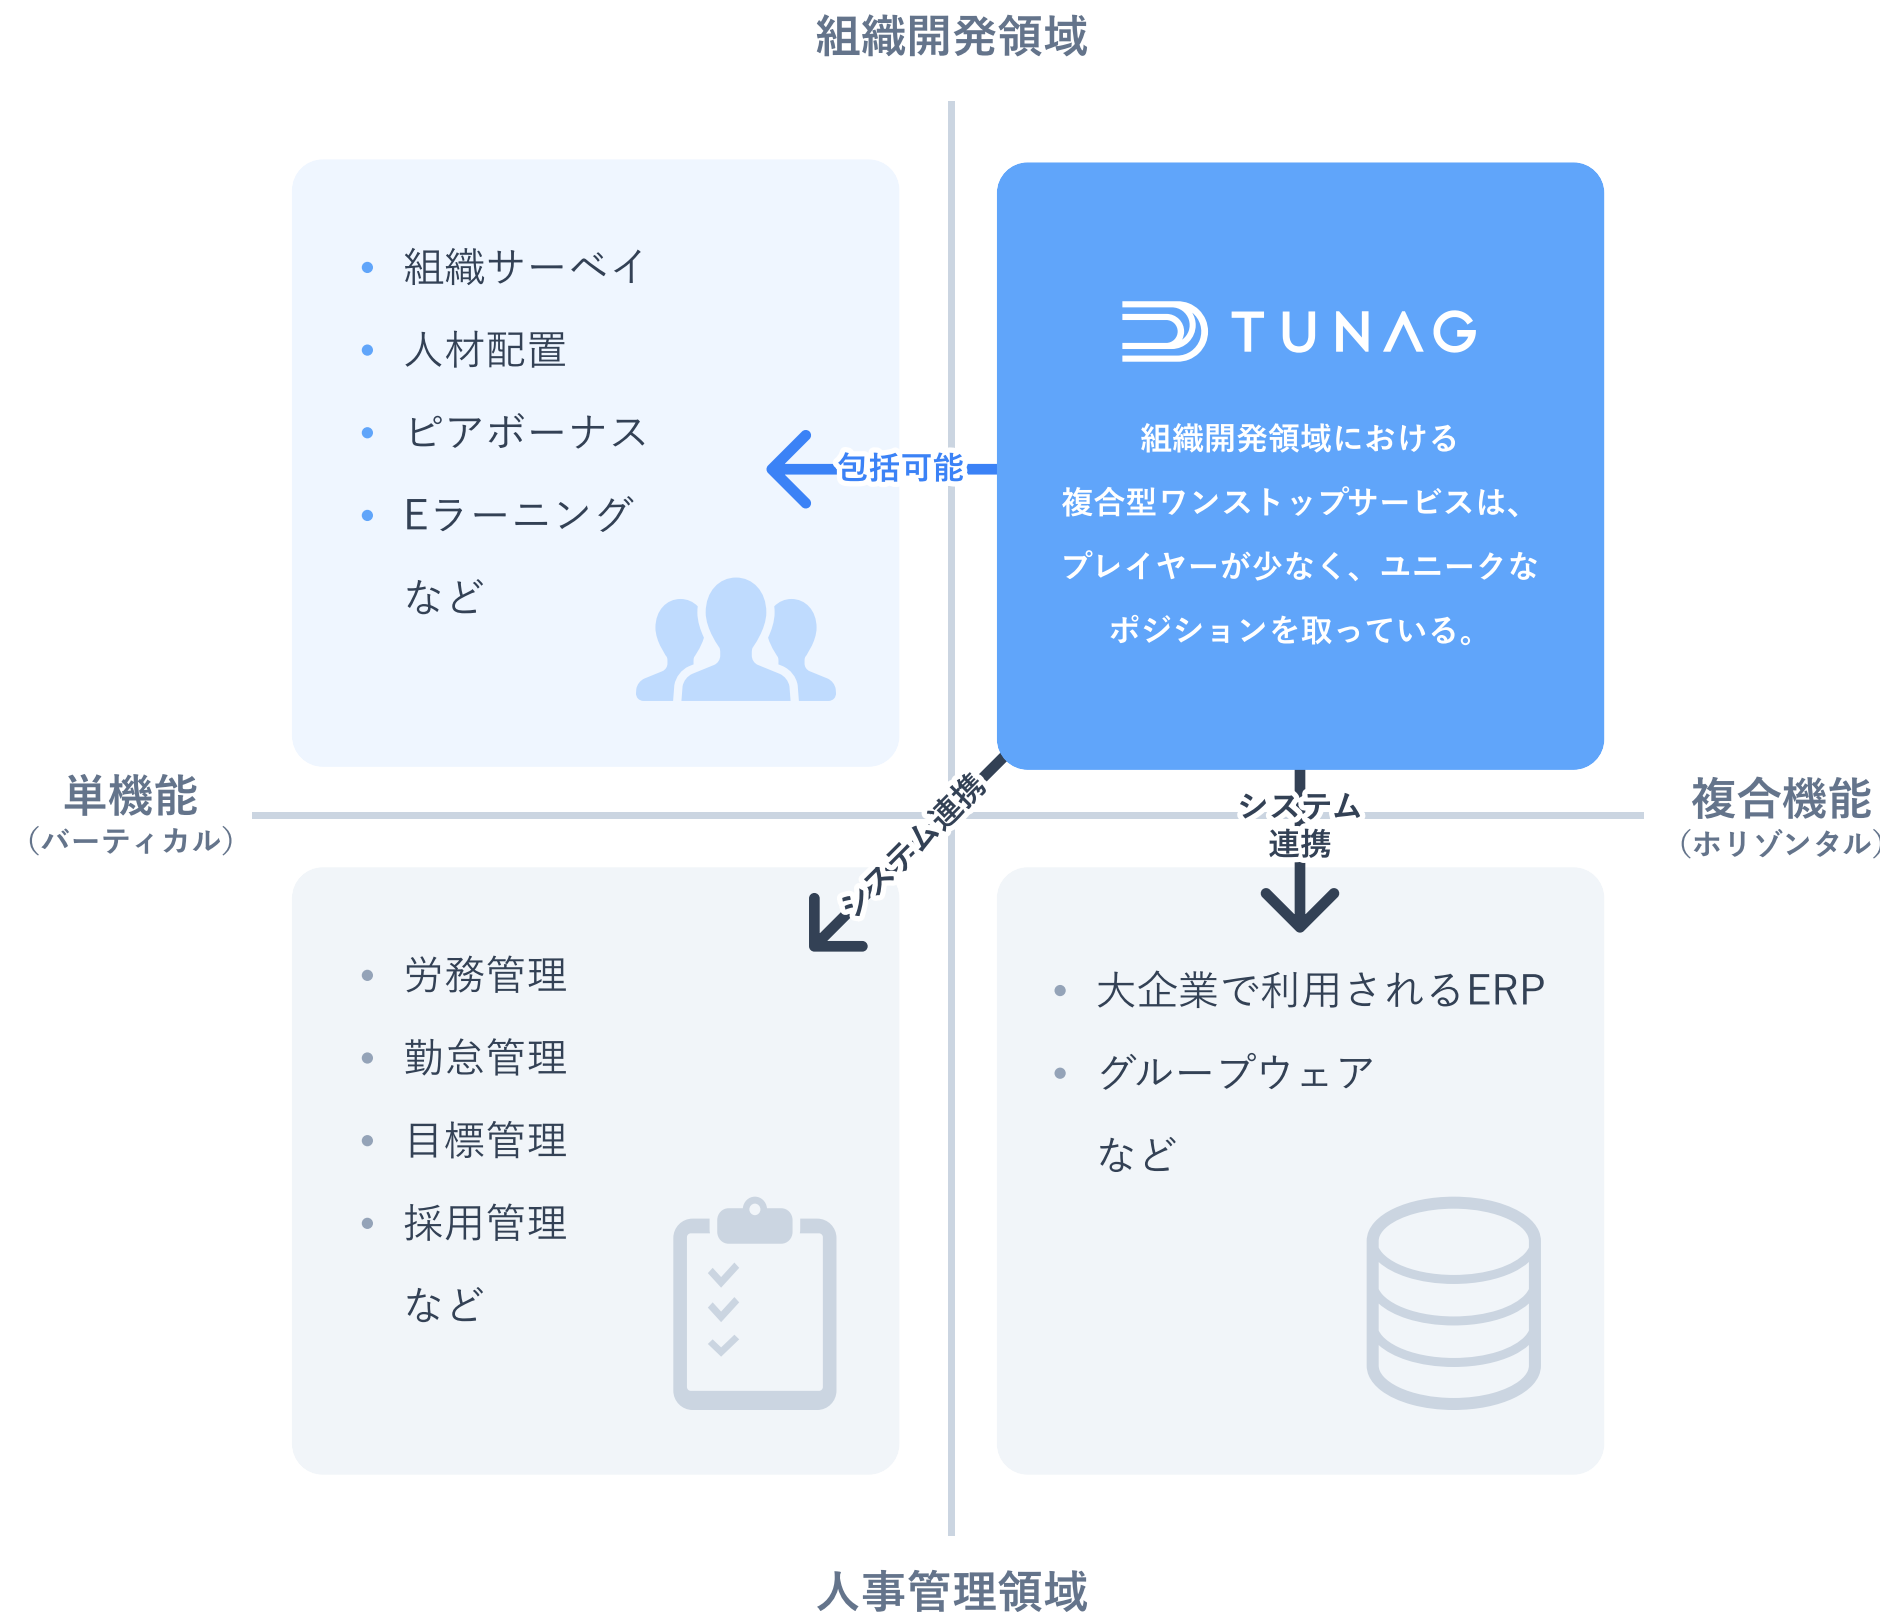 組織開発領域
・組織サーベイ
・人材配置
・ピアボーナス
・Eラーニング
など
包括可能
TUNAG
組織開発領域における
複合型ワンストップサービスは、
プレイヤーが少なく、ユニークな
ポジションを取っている。
単機能
（バーティカル）
複合機能
（ホリゾンタル）
システム連携
システム
連携
・労務管理
・勤怠管理
・目標管理
・採用管理
など
・大企業で利用されるERP
・グループウェア
など
人事管理領域